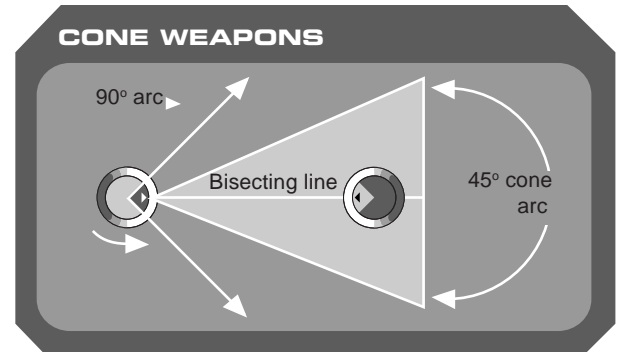 CONE WEAPONS
90º arc
Bisecting line
45º cone
arc